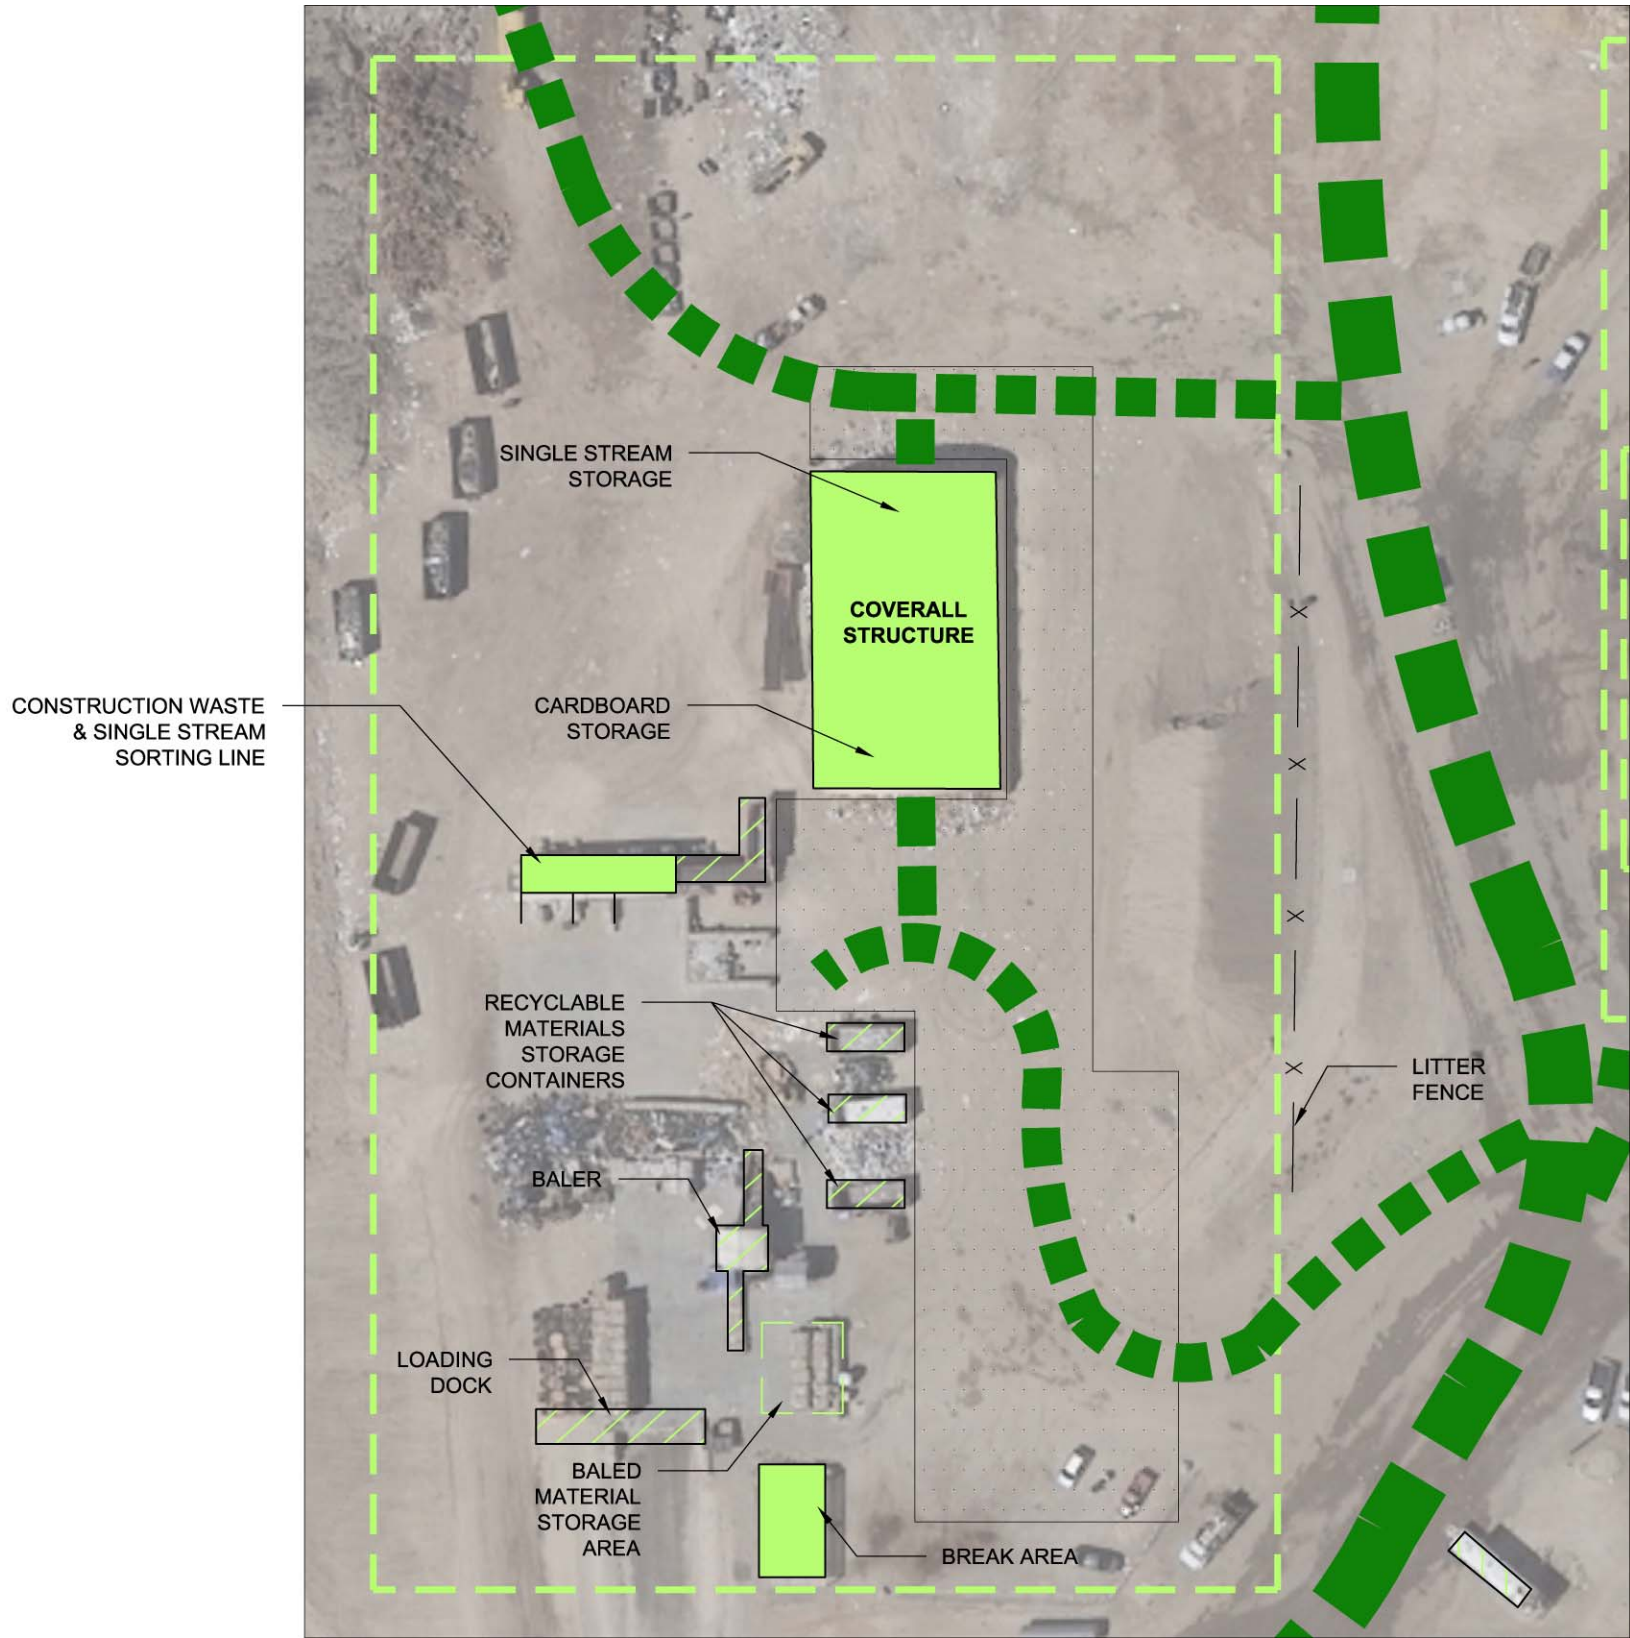 SINGLE STREAM
STORAGE
COVERALL
STRUCTURE
CONSTRUCTION WASTE
& SINGLE STREAM
SORTING LINE
CARDBOARD
STORAGE
RECYCLABLE
MATERIALS
STORAGE
CONTAINERS
LITTER
FENCE
BALER
LOADING
DOCK
BALED
MATERIAL
STORAGE
AREA
BREAK AREA